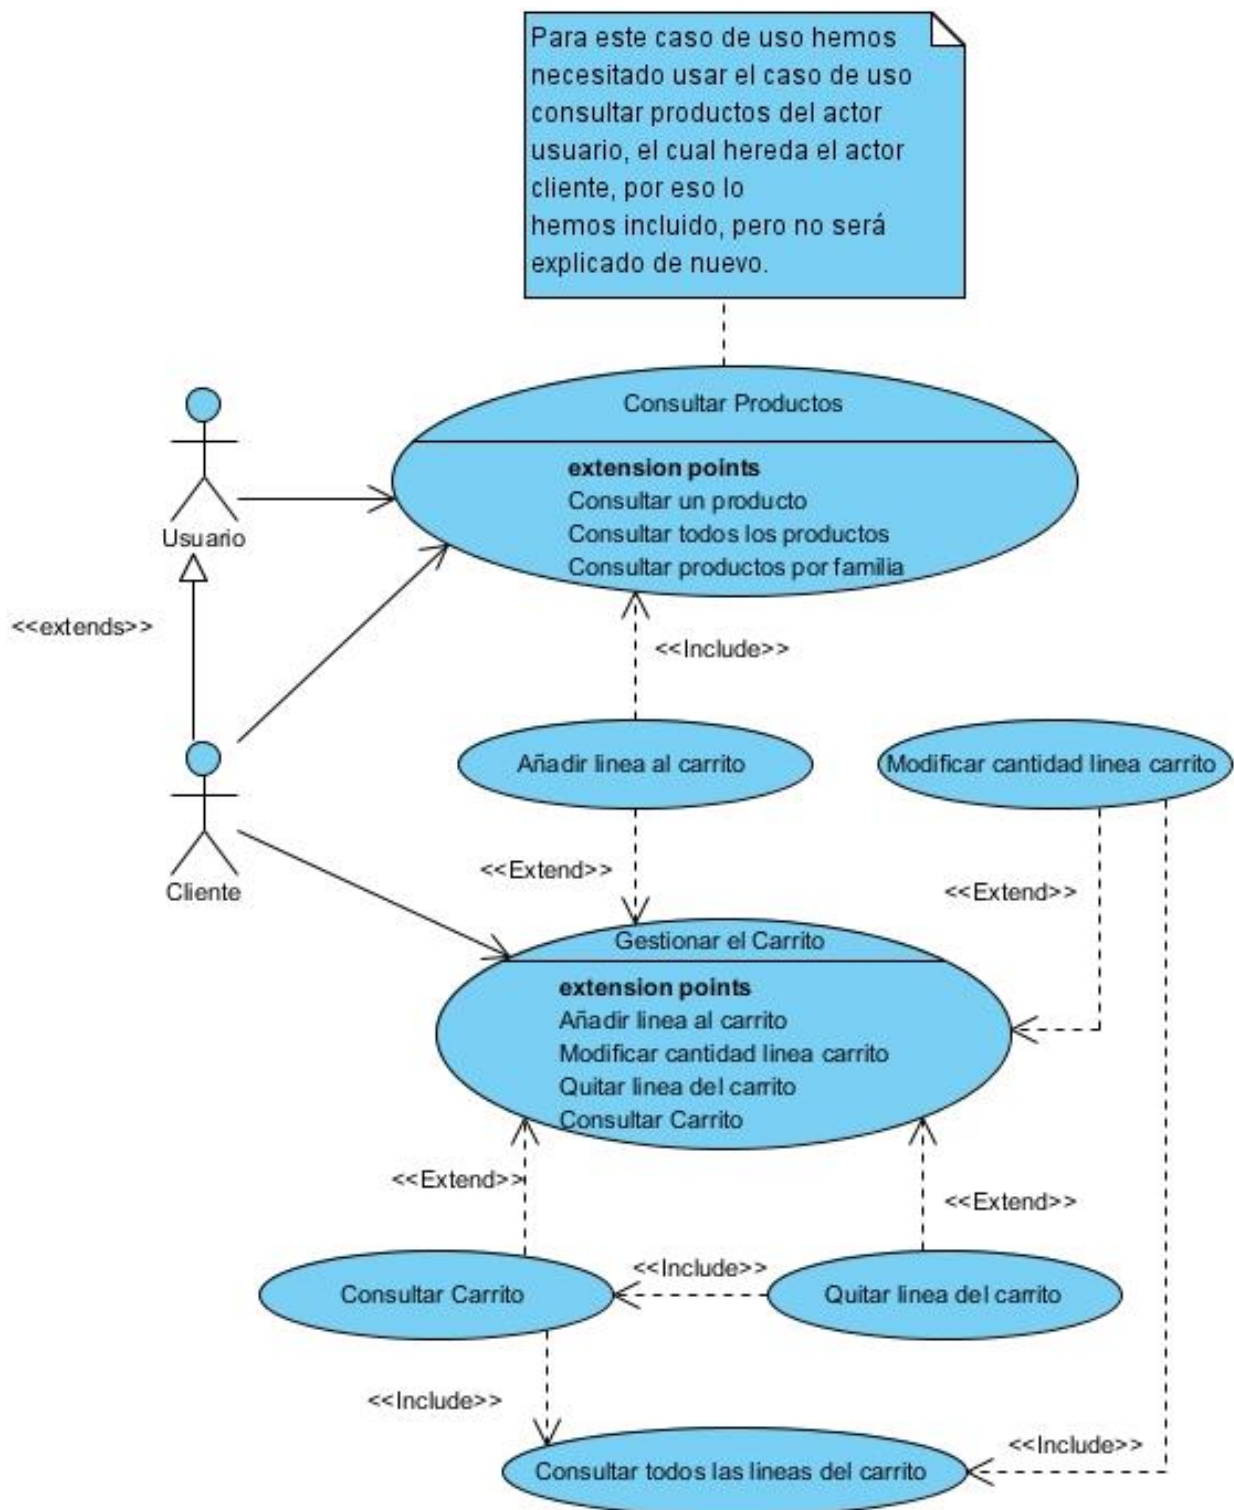 Para este caso de uso hemos
necesitado usar el caso de uso
consultar productos del actor
usuario, el cual hereda el actor
cliente, por eso lo
hemos incluido, pero no será
explicado de nuevo.
Consultar Productos
extension points
Consultar un producto
Consultar todos los productos
Consultar productos por familia
Usuario
<<extends>>
<<Include>>
Añadir linea al carrito
Modificar cantidad linea carrito
Cliente
<<Extend>>
<<Extend>>
Gestionar el Carrito
extension points
Añadir linea al carrito
Modificar cantidad linea carrito
Quitar linea del carrito
Consultar Carrito
<<Extend>>
<<Extend>>
<<Include>>
Consultar Carrito
Quitar linea del carrito
<<Include>>
<<Include>>
Consultar todos las lineas del carrito